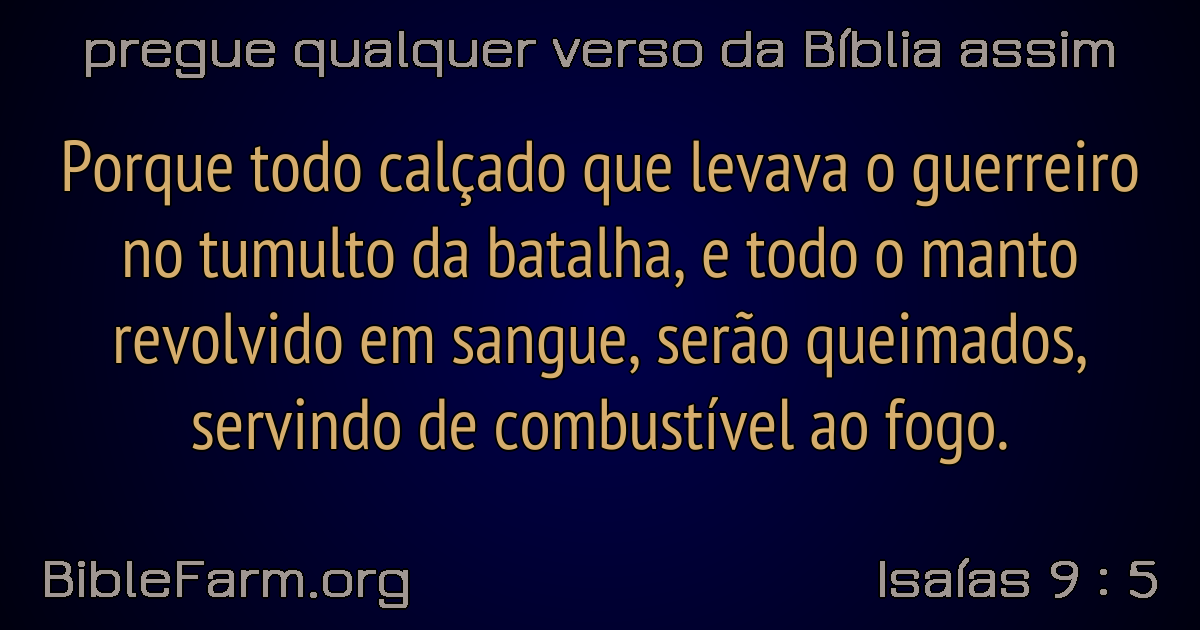 pregue qualquer verso da Bíblia assim
Porque todo calçado que levava o guerreiro
no tumulto da batalha, e todo o manto
revolvido em sangue, serão queimados,
servindo de combustível ao fogo.
BibleFarm.org
Isaías 9 : 5